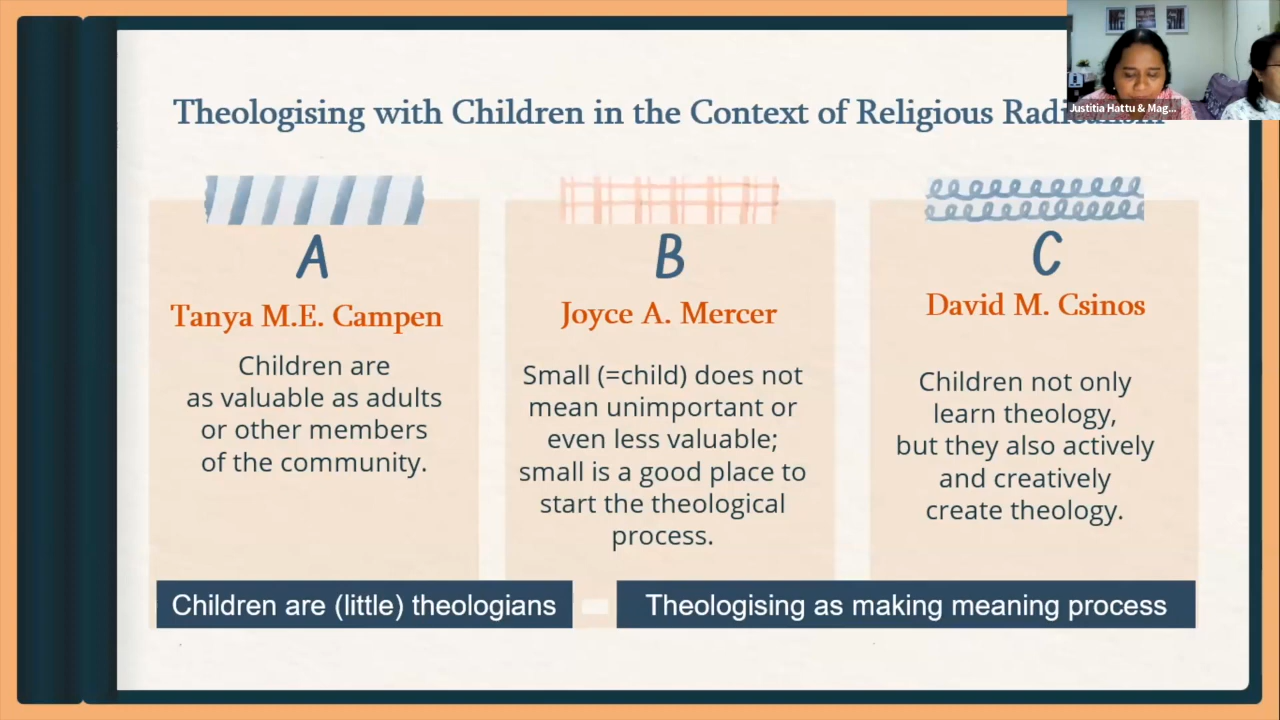 Theologising with Children in the Context of Religious
Justitia Hattu & Mag...
A
Tanya M.E. Campen
Children are
as valuable as adults
or other members
of the community.
B
Joyce A. Mercer
Small (=child) does not
mean unimportant or
even less valuable;
small is a good place to
start the theological
process.
C
David M. Csinos
Children not only
learn theology,
but they also actively
and creatively
create theology.
Children are (little) theologians
Theologising as making meaning process